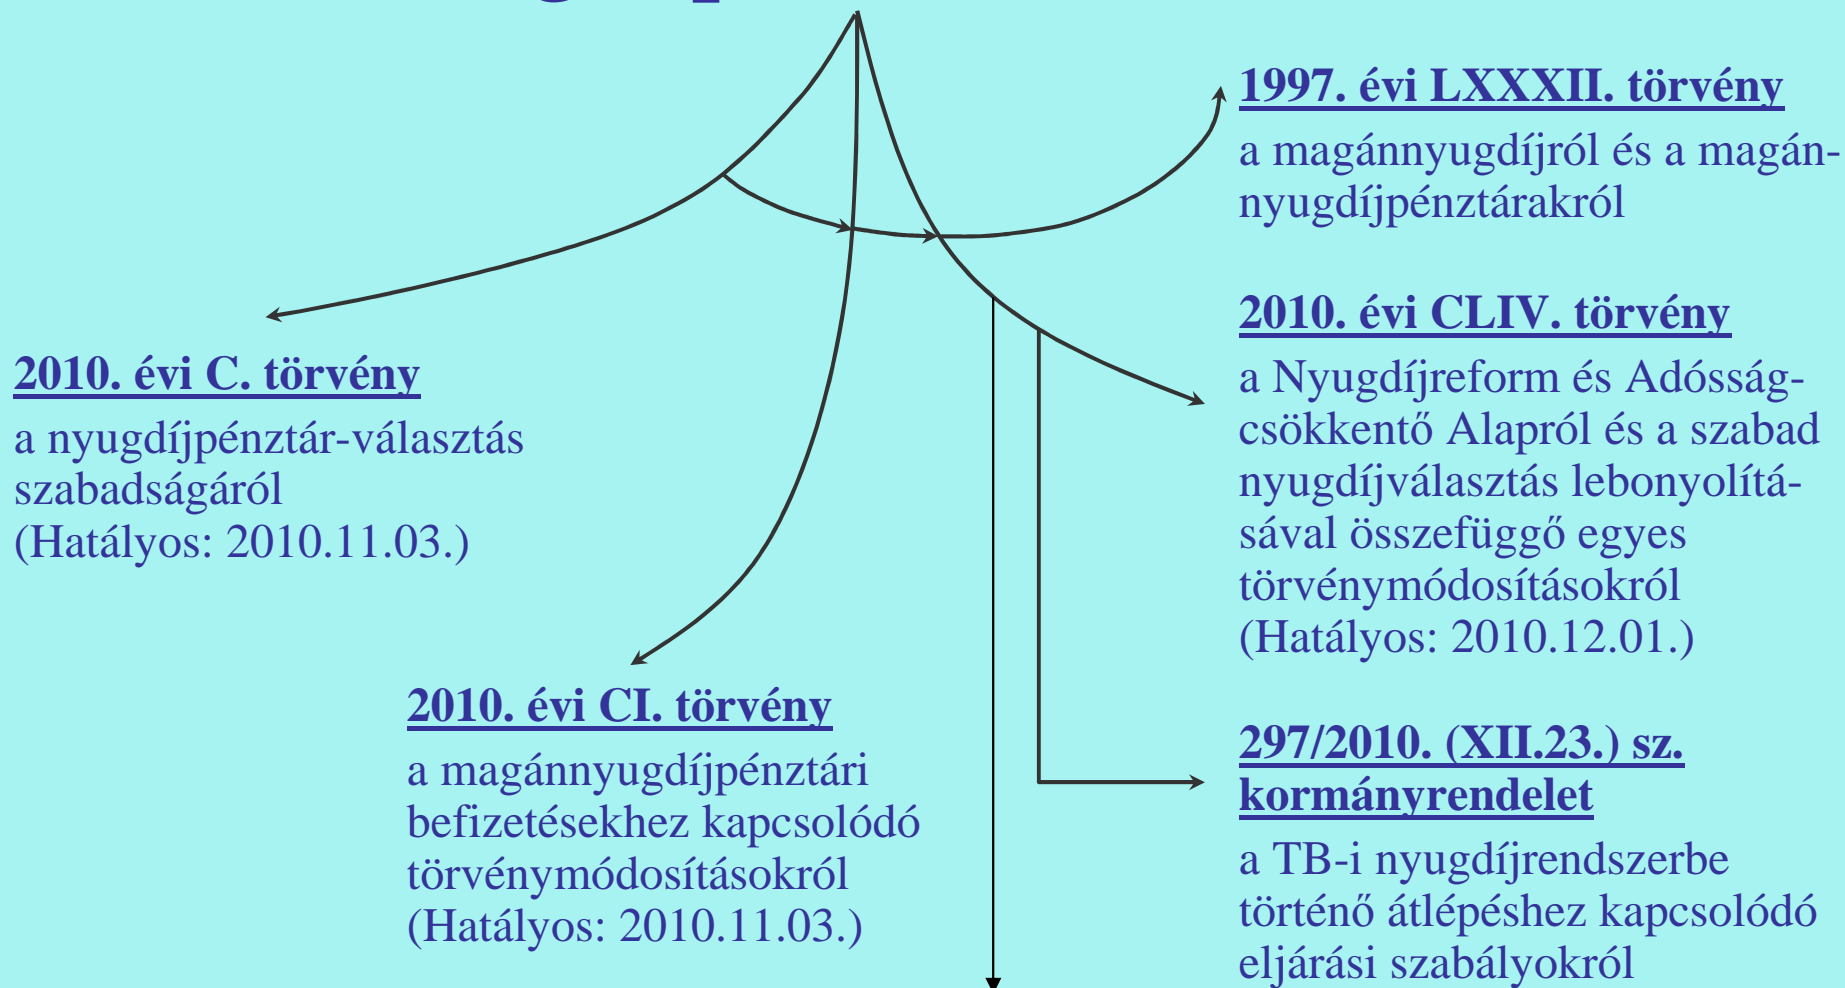 1997. évi LXXXII. törvény
a magánnyugdíjról és a magán-
nyugdíjpénztárakról
2010. évi C. törvény
a nyugdíjpénztár-választás
szabadságáról
(Hatályos: 2010.11.03.)
2010. évi CLIV. törvény
a Nyugdíjreform és Adósság-
csökkentő Alapról és a szabad
nyugdíjválasztás lebonyolítá-
sával összefüggő egyes
törvénymódosításokról
(Hatályos: 2010.12.01.)
2010. évi CI. törvény
a magánnyugdíjpénztári
befizetésekhez kapcsolódó
törvénymódosításokról
(Hatályos: 2010.11.03.)
297/2010. (XII.23.) sz.
kormányrendelet
a TB-i nyugdíjrendszerbe
történő átlépéshez kapcsolódó
eljárási szabályokról